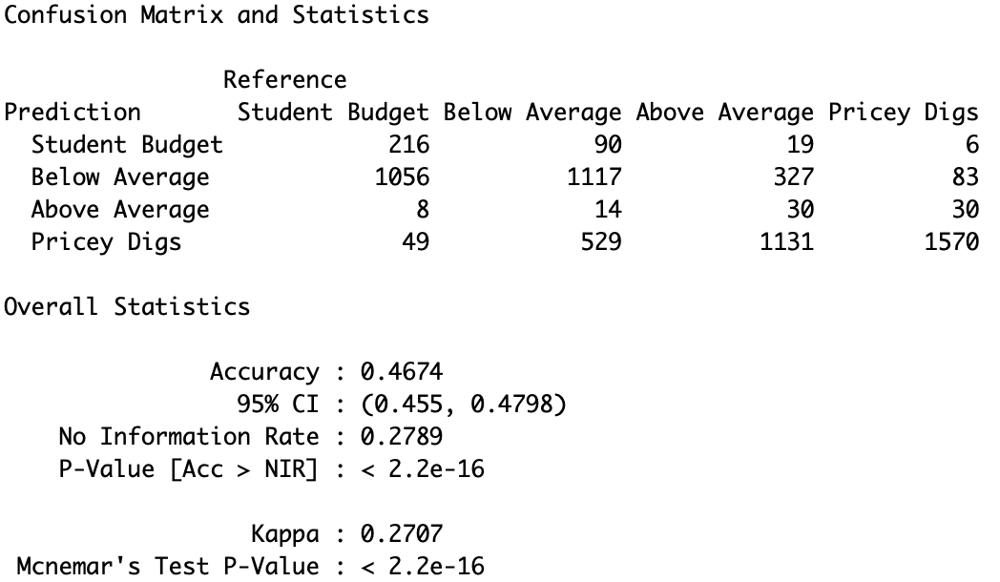 Confusion Matrix and Statistics
Reference
Prediction Student Budget Below Average Above Average Pricey Digs
Student Budget 216 90 19 6
Below Average 1056 1117 327 83
Above Average 8 14 30 30
Pricey Digs 49 529 1131 1570
Overall Statistics
Accuracy : 0.4674
95% CI : (0.455, 0.4798)
No Information Rate : 0.2789
P-Value [Acc > NIR] : < 2.2e-16
Kappa : 0.2707
Mcnemar's Test P-Value : < 2.2e-16